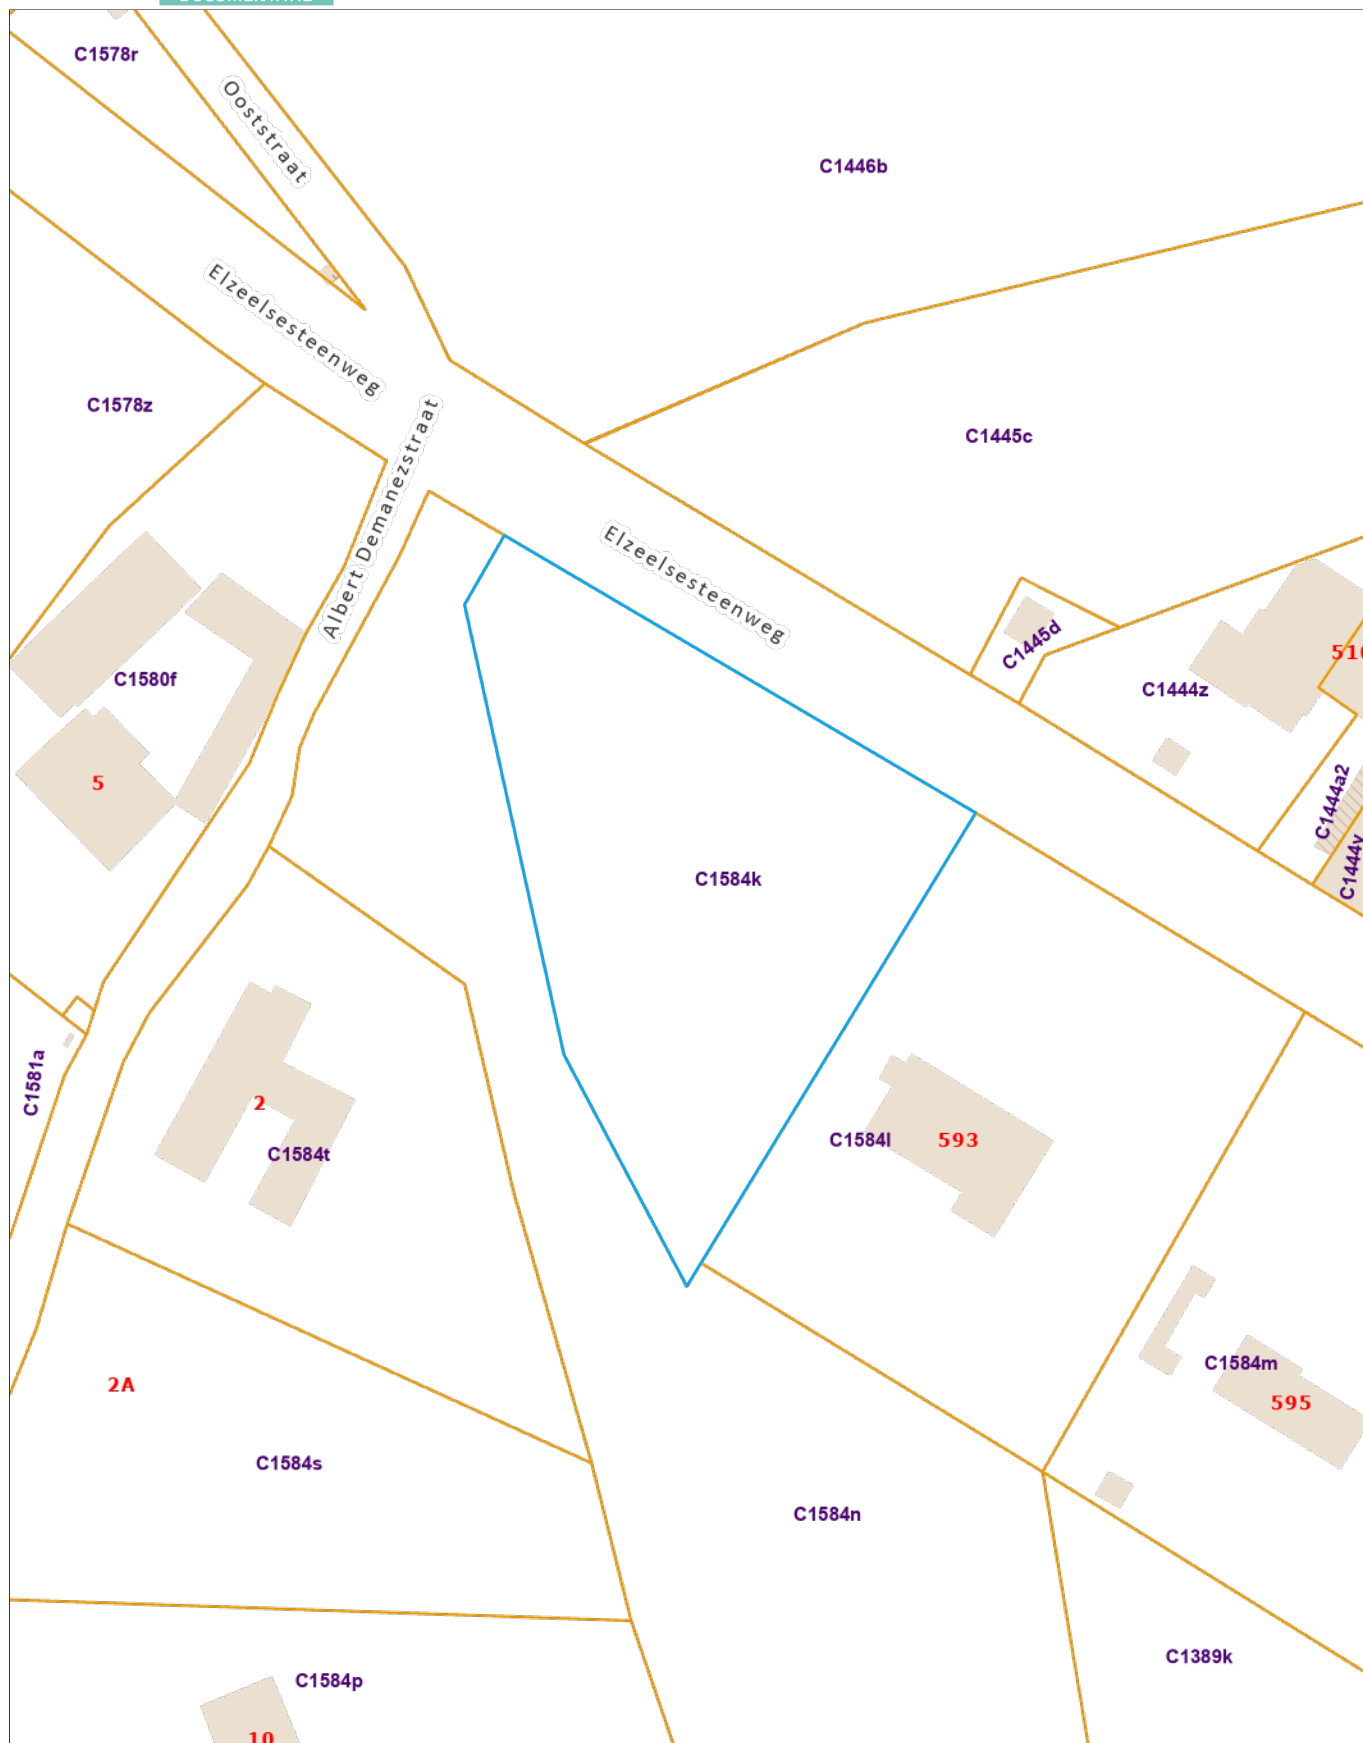 C1578r
Ooststraat
C1446b
Elzeelsesteenweg
C1578z
Albert Demanezstraat
C1445c
Elzeelsesteenweg
C1445d
C1444z
C1580f
5
C1444a2
C1584k
C1581a
2
C1584t
C1584l
593
C1584m
595
2A
C1584s
C1584n
C1389k
C1584p
10